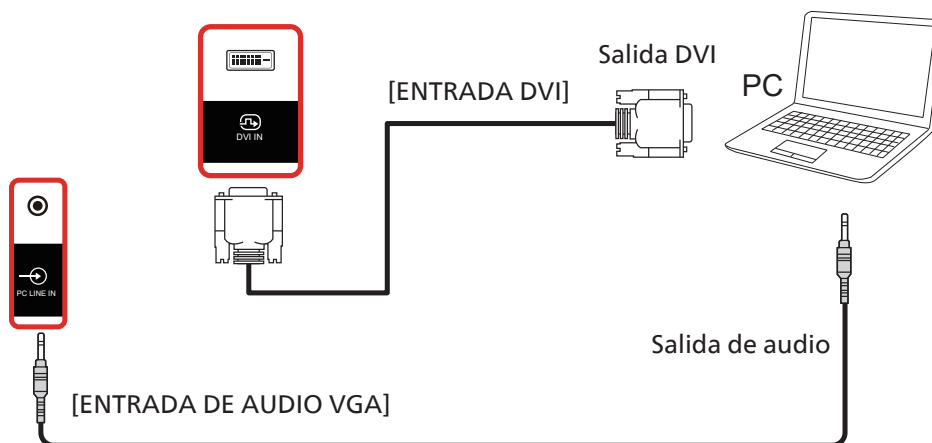 Salida DVI
[ENTRADA DVI]
PC
DVI IN
PC LINE IN
Salida de audio
[ENTRADA DE AUDIO VGA]